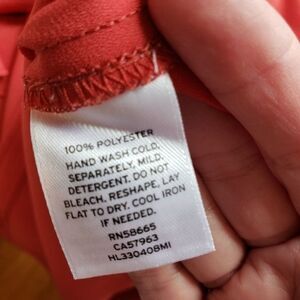 100% POLYESTER
HAND WASH COLD,
SEPARATELY, MILD.
DETERGENT. DO NOT
BLEACH. RESHAPE, LAY
FLAT TO DRY. COOL IRON
IF NEEDED.
RN58665
CA57963
HL330408MI